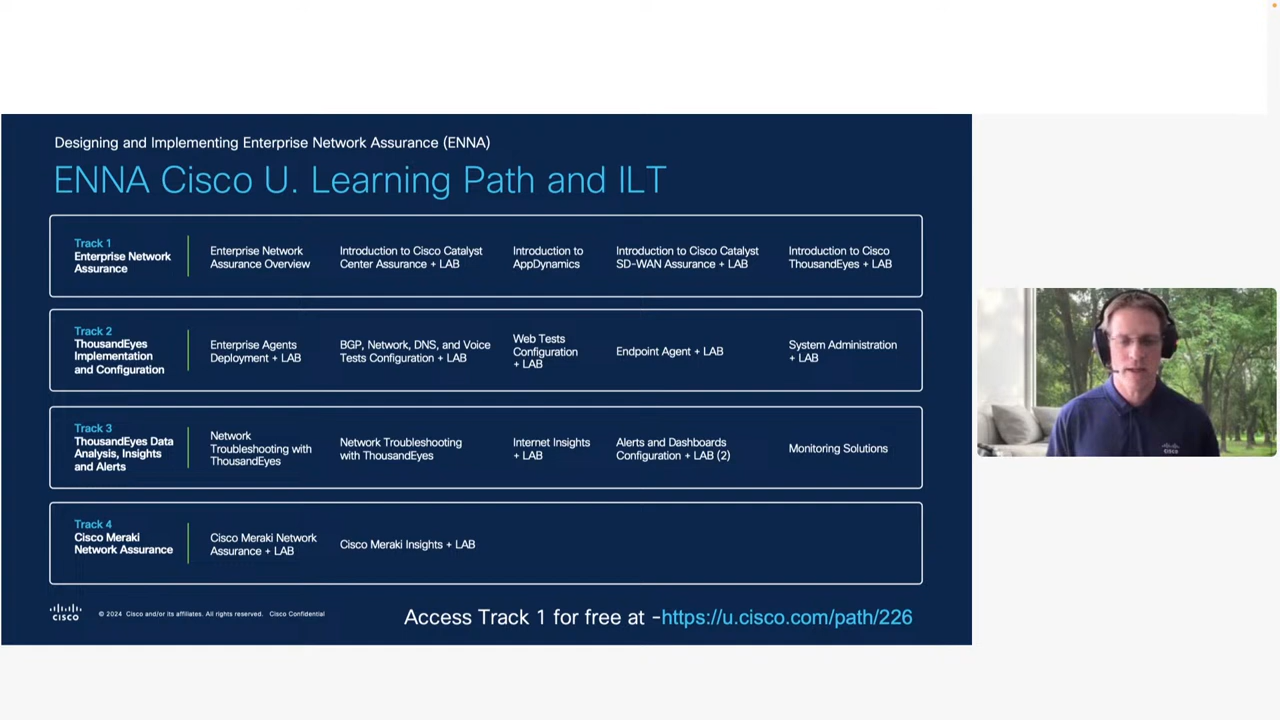 Designing and Implementing Enterprise Network Assurance (ENNA)
ENNA Cisco U. Learning Path and ILT
Track 1
Enterprise Network
Assurance
Enterprise Network
Assurance Overview
Introduction to Cisco Catalyst
Center Assurance + LAB
Introduction to
AppDynamics
Introduction to Cisco Catalyst
SD-WAN Assurance + LAB
Introduction to Cisco
ThousandEyes + LAB
Track 2
ThousandEyes
Implementation
and Configuration
Enterprise Agents
Deployment + LAB
BGP, Network, DNS, and Voice
Tests Configuration + LAB
Web Tests
Configuration
+ LAB
Endpoint Agent + LAB
System Administration
+ LAB
Track 3
ThousandEyes Data
Analysis, Insights
and Alerts
Network
Troubleshooting with
ThousandEyes
Network Troubleshooting
with ThousandEyes
Internet Insights
+ LAB
Alerts and Dashboards
Configuration + LAB (2)
Monitoring Solutions
Track 4
Cisco Meraki
Network Assurance
Cisco Meraki Network
Assurance + LAB
Cisco Meraki Insights + LAB
CISCO
© 2024 Cisco and/or its affiliates. All rights reserved. Cisco Confidential
Access Track 1 for free at -https://u.cisco.com/path/226
CISCO